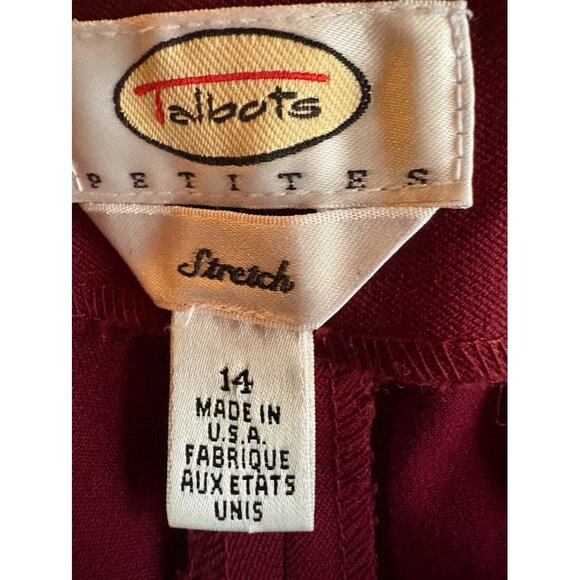 Talbots
PETITES
Stretch
14
MADE IN
U.S.A.
FABRIQUE
AUX ETATS
UNIS